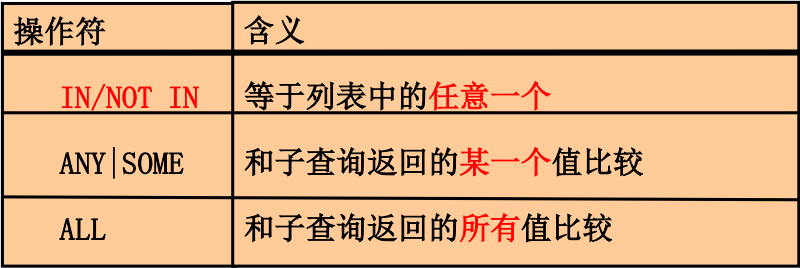 操作符 含义
IN/NOT IN 等于列表中的任意一个
ANY|SOME 和子查询返回的某一个值比较
ALL 和子查询返回的所有值比较